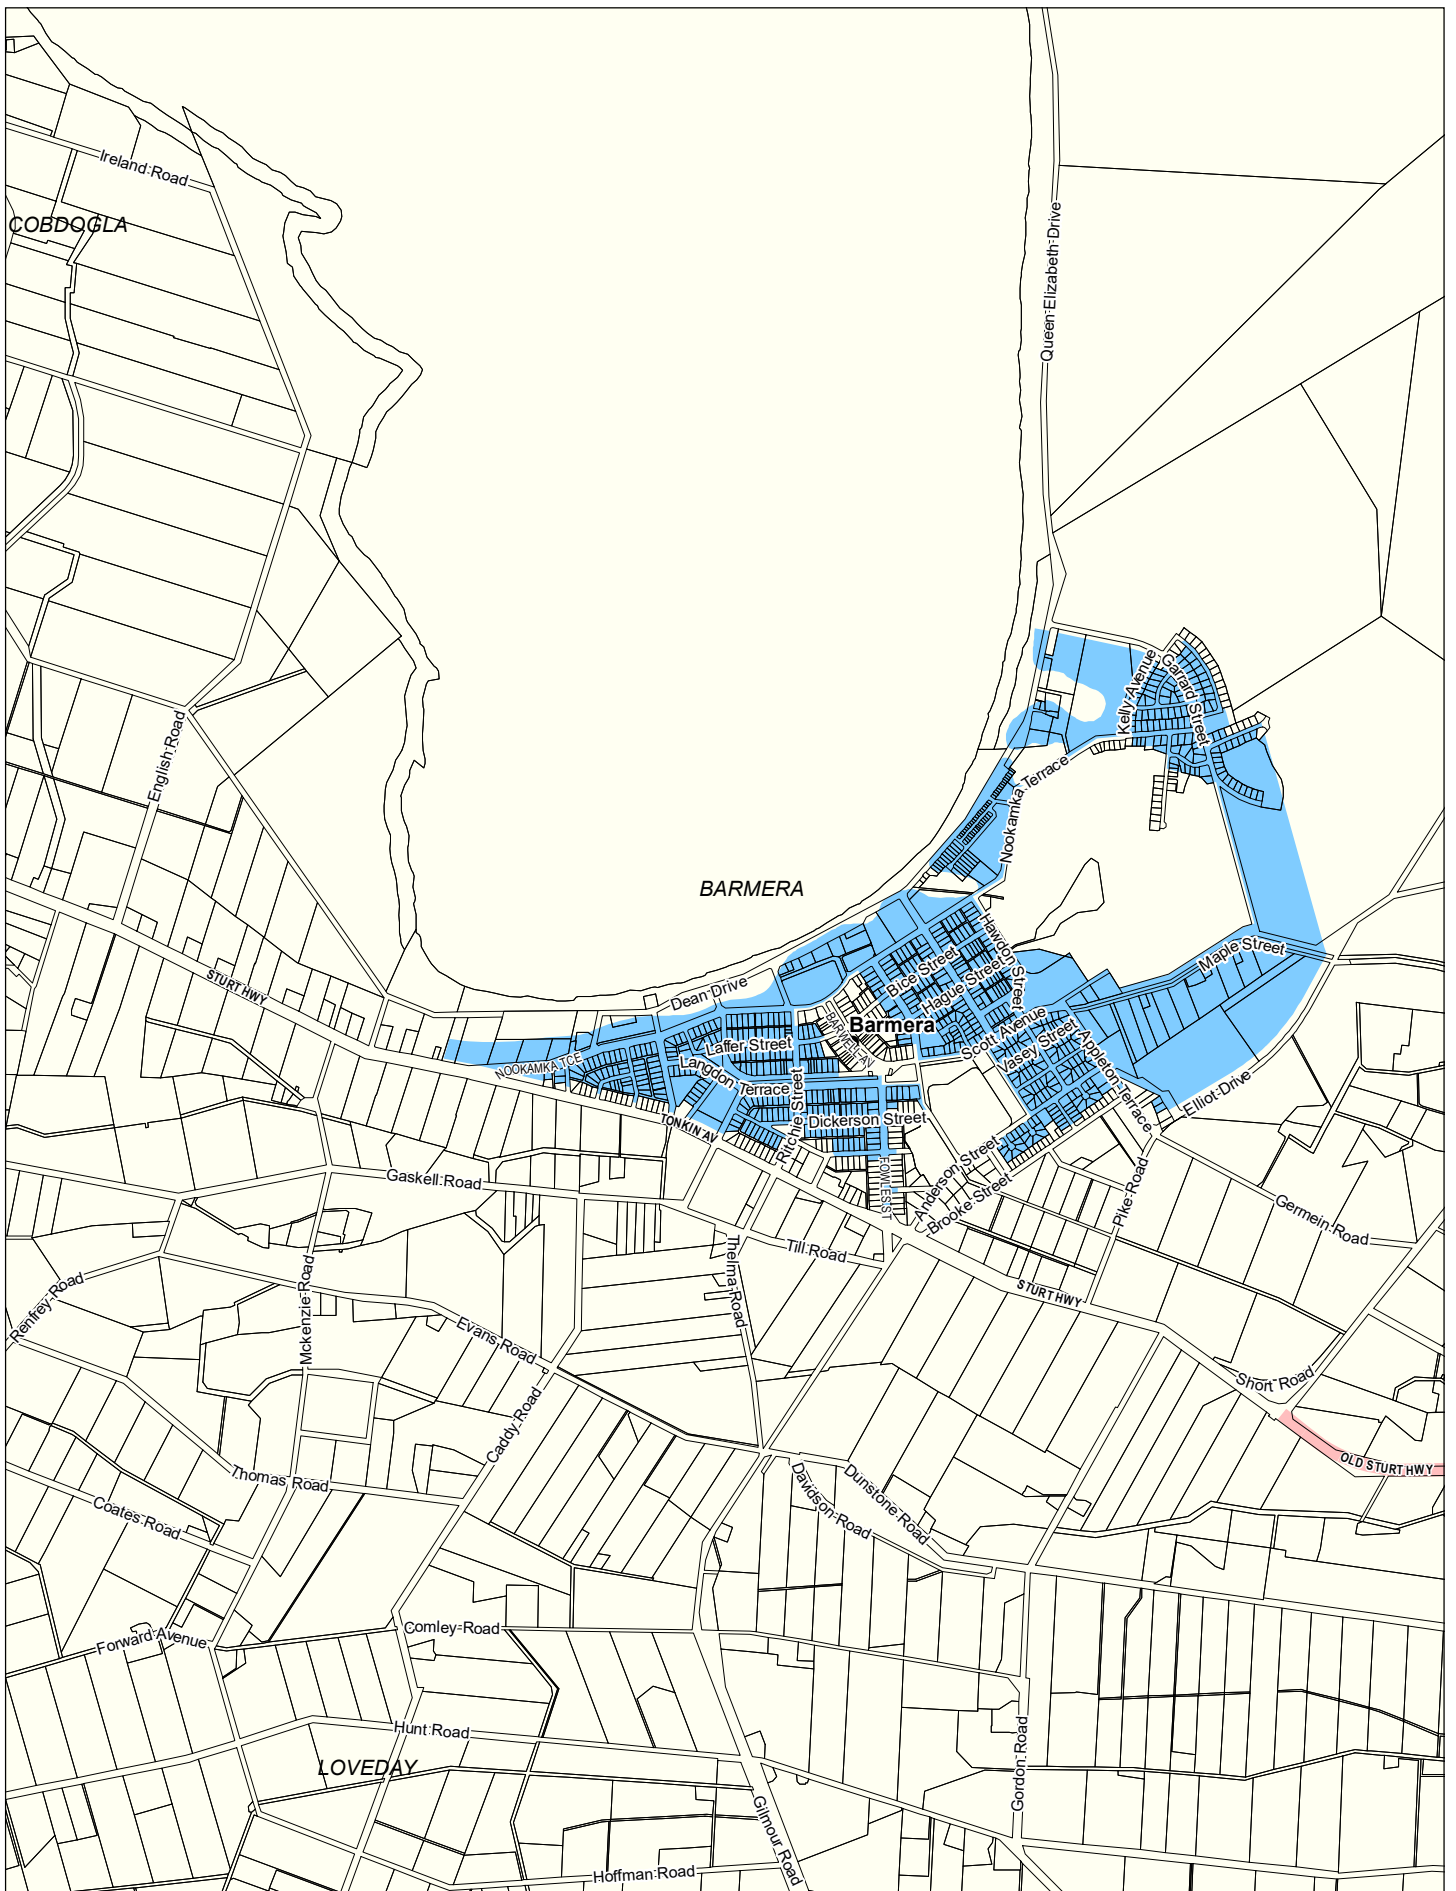 Ireland Road
COBDOGLA
Queen Elizabeth Drive
Kelly Avenue
Garrard Street
English Road
Nookamka Terrace
BARMERA
Hawdon Street
Maple Street
Bice Street
STURT HWY
Hague Street
Dean Drive
Barmera
BARWELL AV
Scott Avenue
Laffer Street
Vasey Street
NOOKAMKA TCE
Langdon Terrace
Appleton Terrace
Elliot Drive
Ritchie Street
Dickerson Street
TONKIN AV
Gaskell Road
FOWLES ST
Anderson Street
Brooke Street
Pike Road
Germein Road
Till Road
Thelma Road
Renfrey Road
Mckenzie Road
STURT HWY
Evans Road
Short Road
Caddy Road
OLD STURT HWY
Thomas Road
Davidson Road
Dunstone Road
Coates Road
Comley Road
Forward Avenue
Hunt Road
Gordon Road
LOVEDAY
Gilmour Road
Hoffman Road